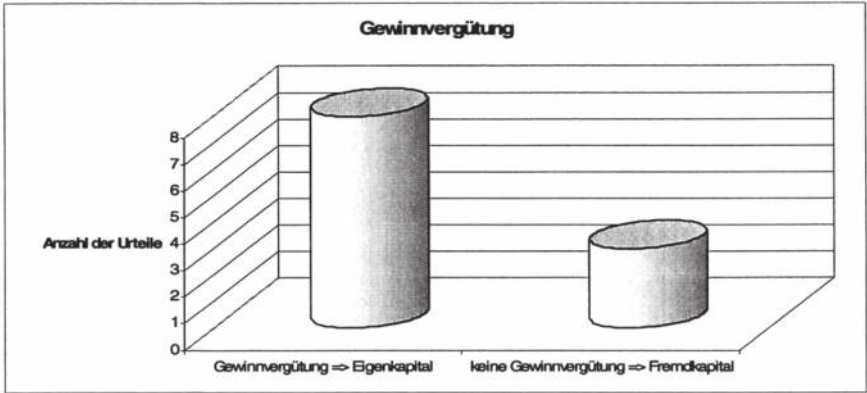 Gewinnvergütung
8
7
6
5
4
3
2
1
0
Anzahl der Urteile
Gewinnvergütung => Eigenkapital
keine Gewinnvergütung => Fremdkapital